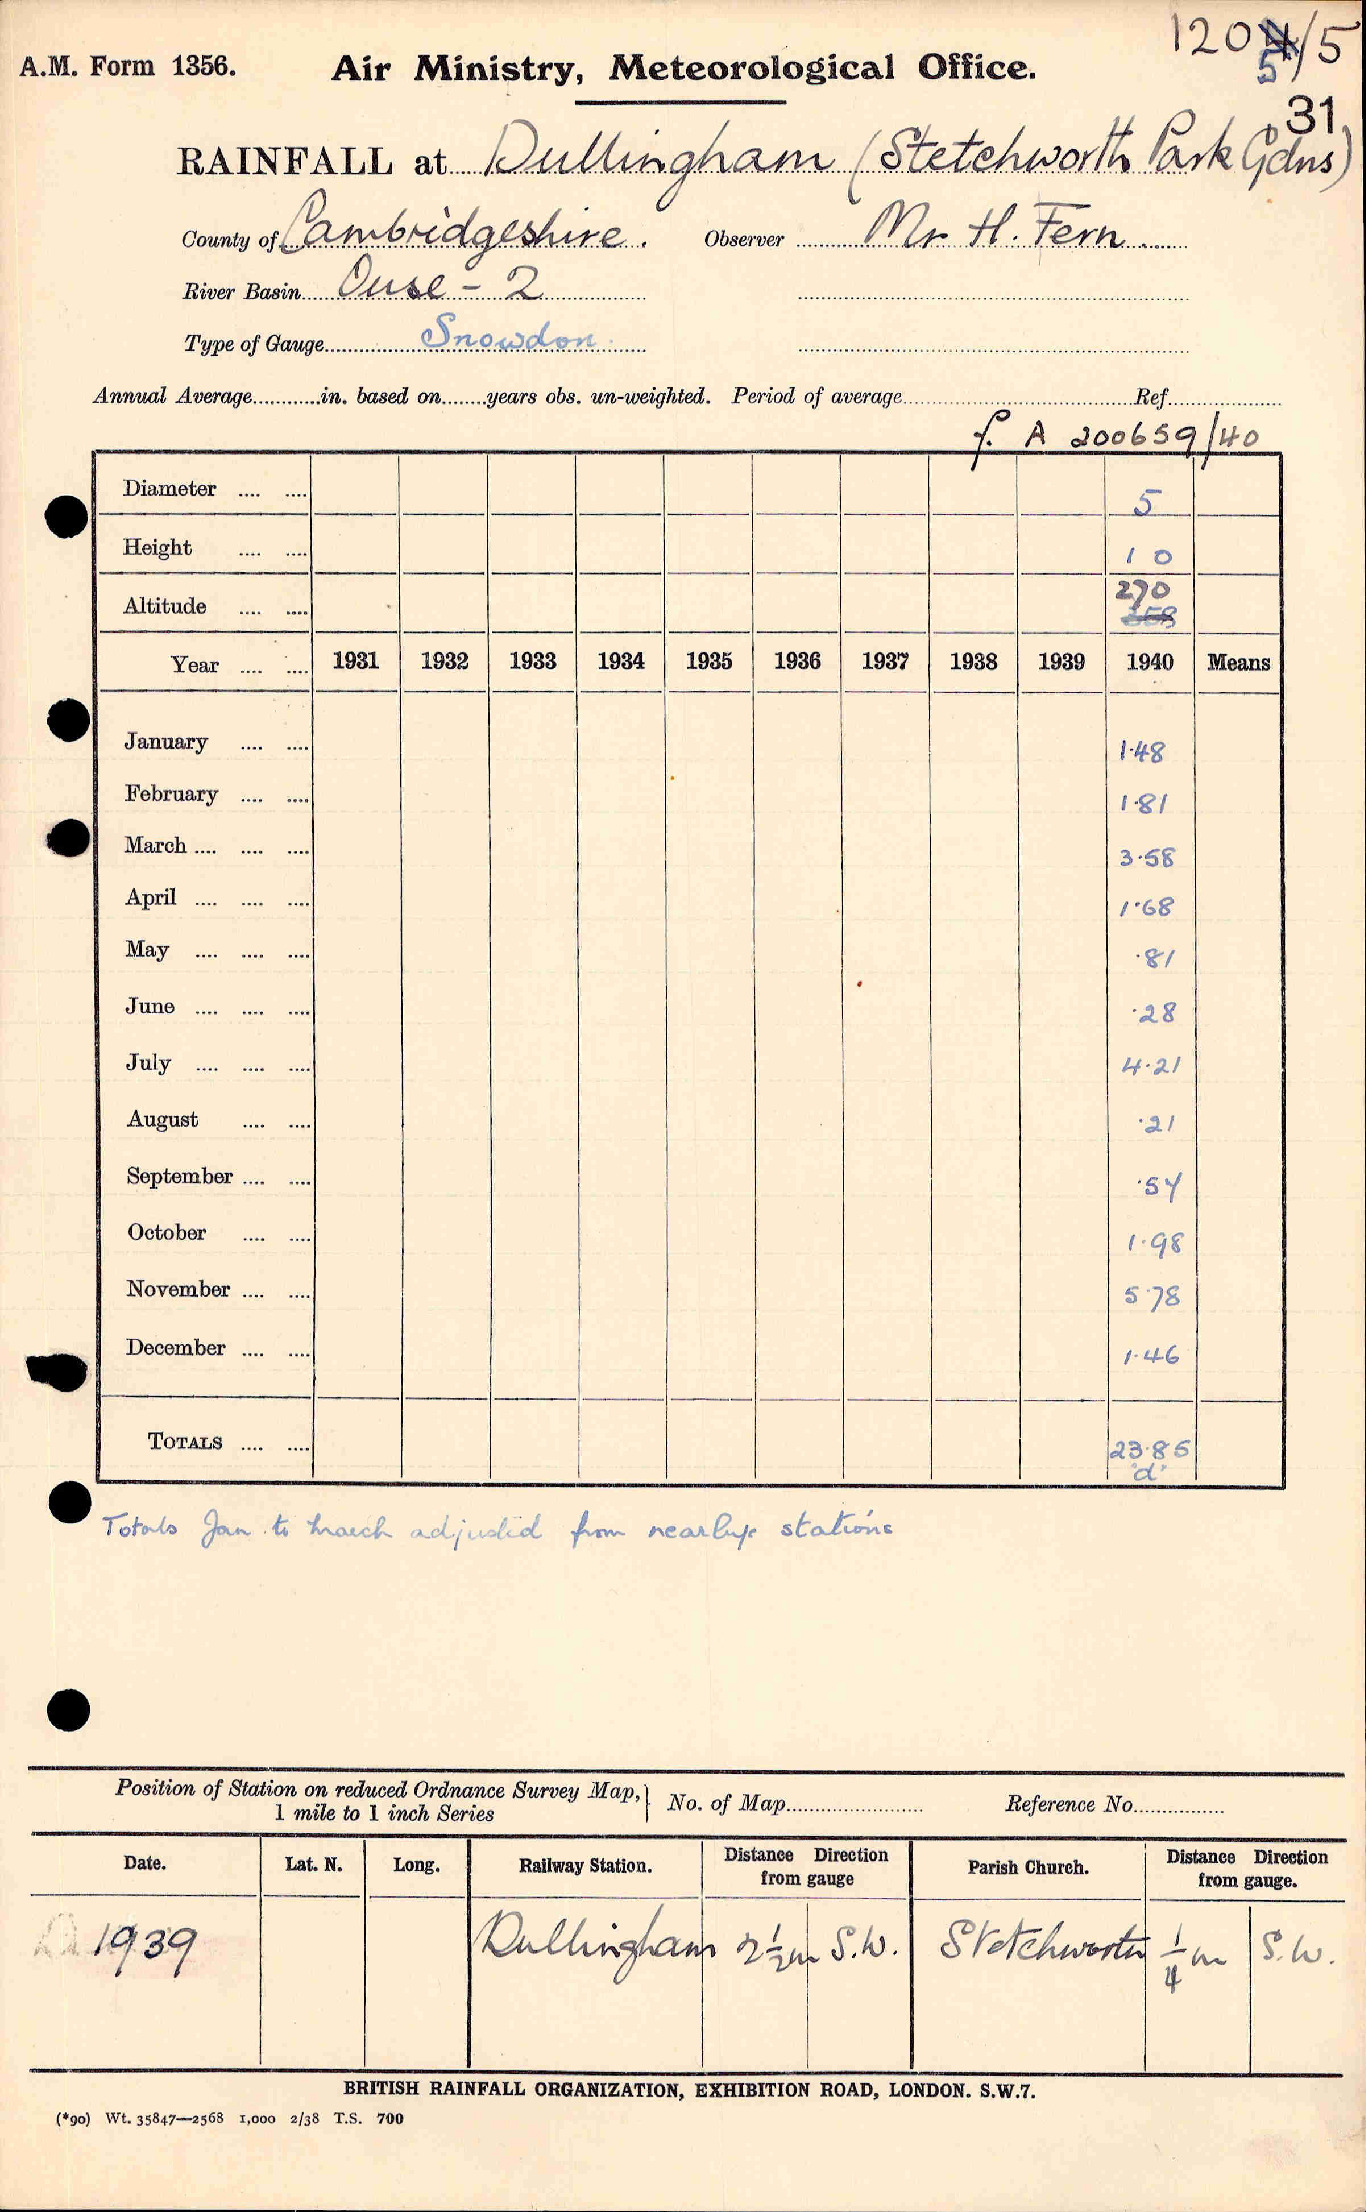 1204/5
5
A.M. Form 1356. Air Ministry, Meteorological Office.
31
RAINFALL at Dullingham (Stetchworth Park Gdns)
County of Cambridgeshire. Observer Mr H. Fern
River Basin Ouse - 2
Type of Gauge Snowdon
Annual Average............in. based on........years obs. un-weighted. Period of average............ Ref............
f. A 200659/40
Diameter .... .... 5
Height .... .... 1 0
Altitude .... .... 270
358
Year .... .... 1931 1932 1933 1934 1935 1936 1937 1938 1939 1940 Means
January .... .... 1.48
February .... .... 1.81
March .... .... .... 3.58
April .... .... .... 1.68
May .... .... .... .81
June .... .... .... .28
July .... .... .... 4.21
August .... .... .21
September .... .... .54
October .... .... 1.98
November .... .... 5.78
December .... .... 1.46
TOTALS .... .... 23.85
"d"
Totals Jan. to March adjusted from nearby stations
Position of Station on reduced Ordnance Survey Map, 1 mile to 1 inch Series } No. of Map............ Reference No............
Date. Lat. N. Long. Railway Station. Distance from gauge Direction Parish Church. Distance from gauge. Direction
1939 Dullingham 2½m S.W. Stetchworth ¼m S.W.
BRITISH RAINFALL ORGANIZATION, EXHIBITION ROAD, LONDON. S.W.7.
(*90) Wt. 35847—2568 1,000 2/38 T.S. 700